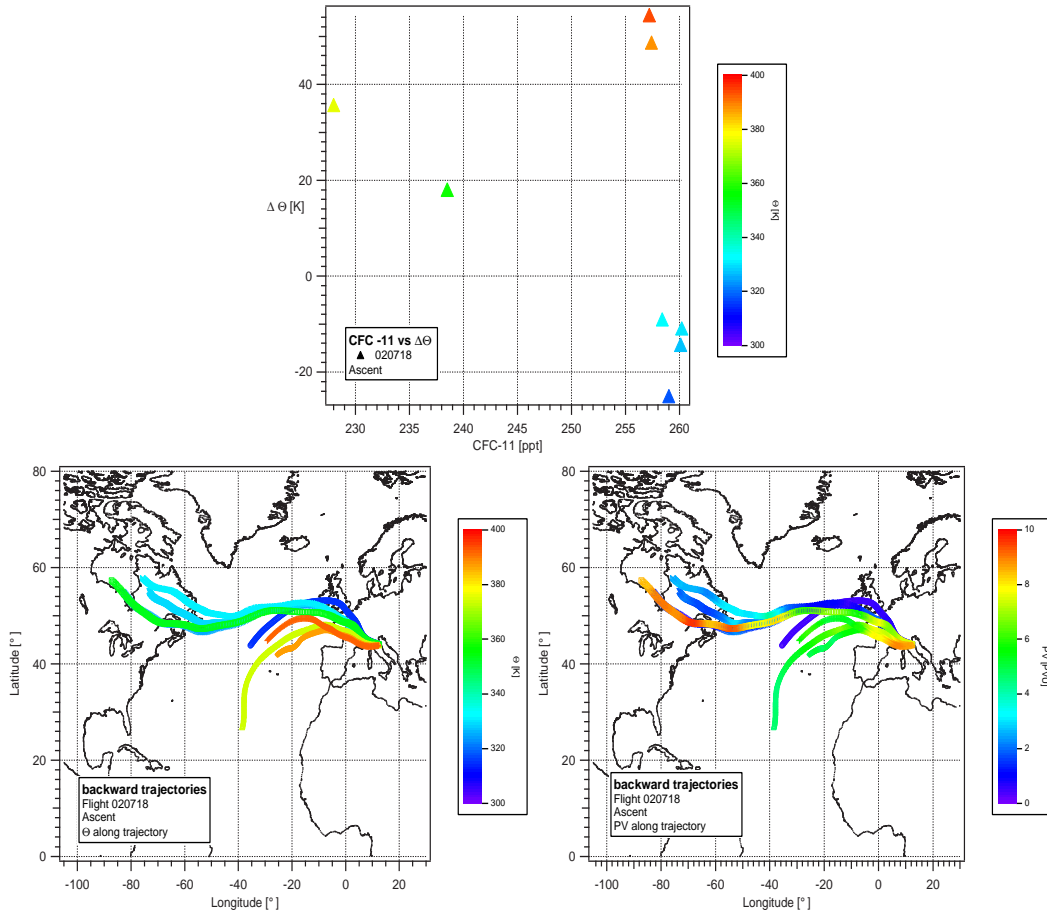 40
20
0
-20
Δ Θ [K]
CFC -11 vs ΔΘ
▲ 020718
Ascent
230 235 240 245 250 255 260
CFC-11 [ppt]
400
380
360
340
320
300
Θ [K]
80
60
40
20
0
Latitude [ ° ]
backward trajectories
Flight 020718
Ascent
Θ along trajectory
-100 -80 -60 -40 -20 0 20
Longitude [ ° ]
400
380
360
340
320
300
Θ [K]
80
60
40
20
0
Latitude [ ° ]
backward trajectories
Flight 020718
Ascent
PV along trajectory
-100 -80 -60 -40 -20 0 20
Longitude [ ° ]
10
8
6
4
2
0
PV [PVU]